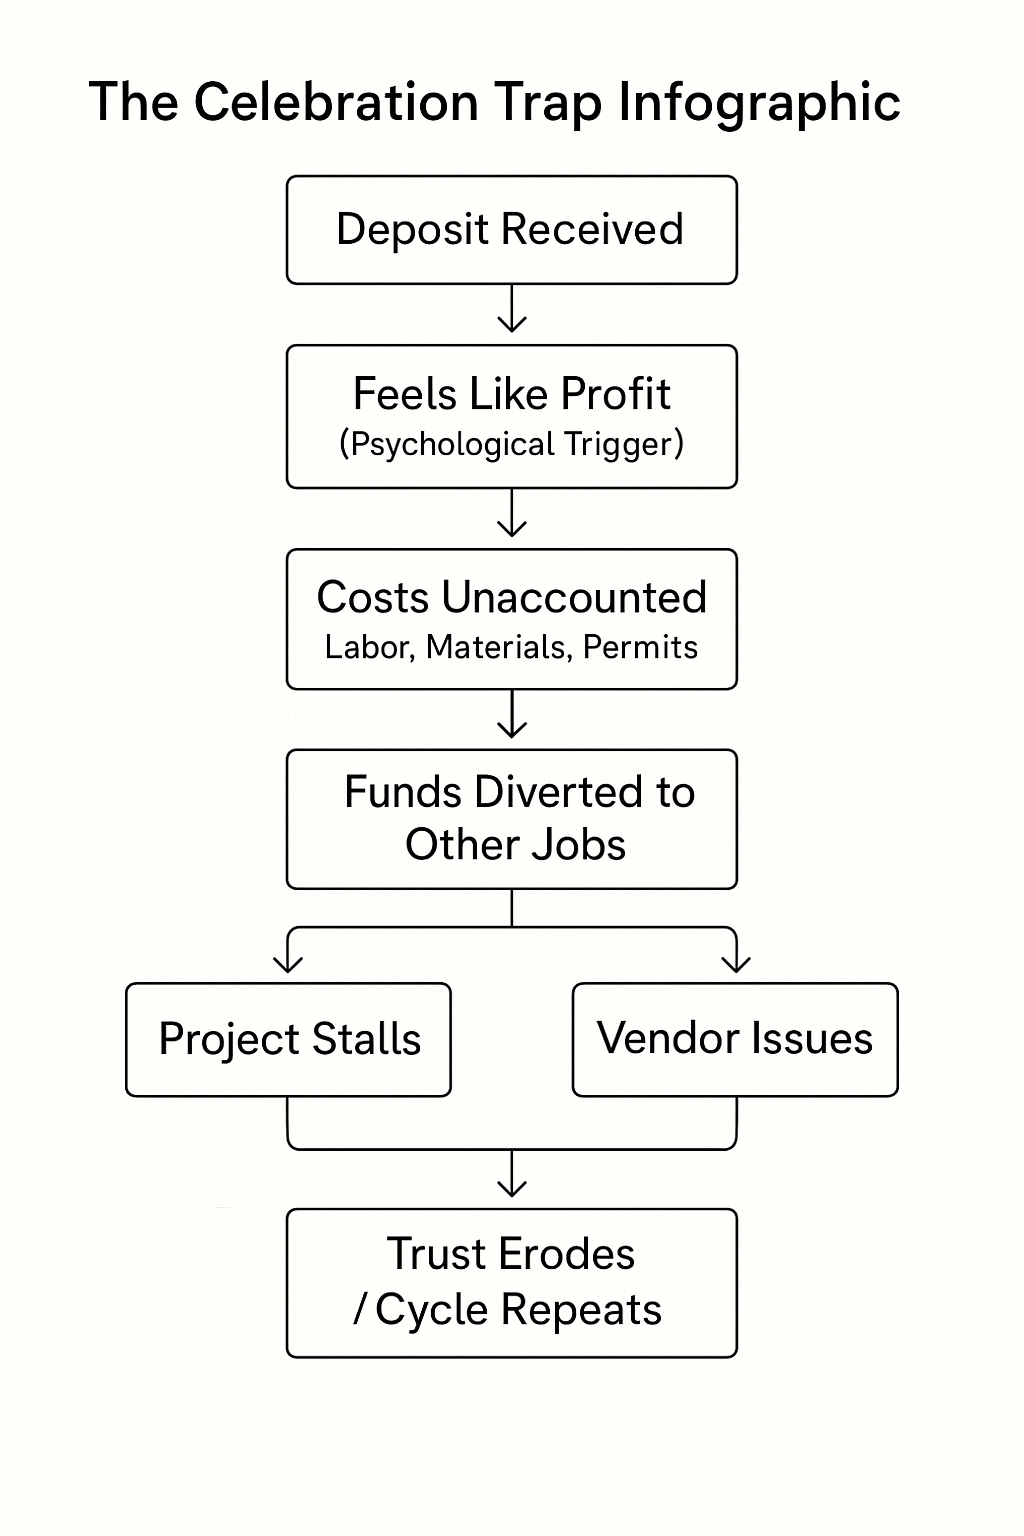 The Celebration Trap Infographic
Deposit Received
Feels Like Profit
(Psychological Trigger)
Costs Unaccounted
Labor, Materials, Permits
Funds Diverted to
Other Jobs
Project Stalls
Vendor Issues
Trust Erodes
/ Cycle Repeats